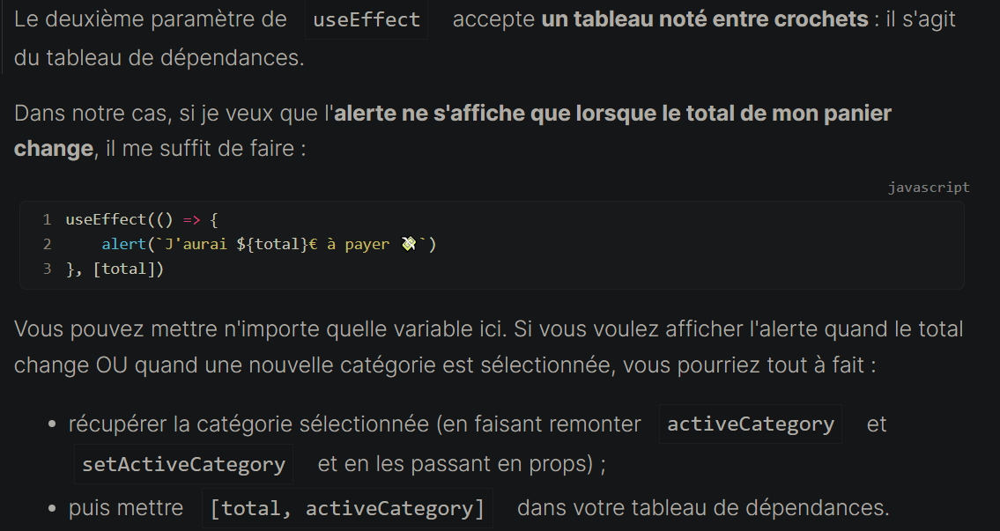 Le deuxième paramètre de useEffect accepte un tableau noté entre crochets : il s'agit
du tableau de dépendances.
Dans notre cas, si je veux que l'alerte ne s'affiche que lorsque le total de mon panier
change, il me suffit de faire :
javascript
1 useEffect(() => {
2     alert(`J'aurai ${total}€ à payer 💸`)
3 }, [total])
Vous pouvez mettre n'importe quelle variable ici. Si vous voulez afficher l'alerte quand le total
change OU quand une nouvelle catégorie est sélectionnée, vous pourriez tout à fait :
• récupérer la catégorie sélectionnée (en faisant remonter activeCategory et
setActiveCategory et en les passant en props) ;
• puis mettre [total, activeCategory] dans votre tableau de dépendances.